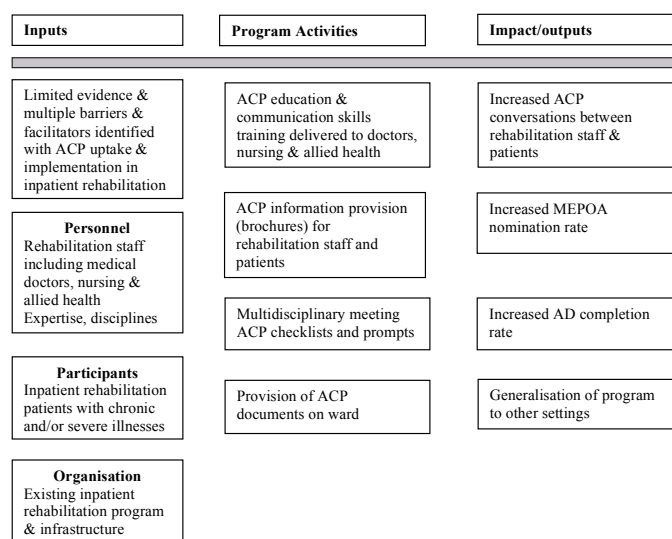 Inputs
Program Activities
Impact/outputs
Limited evidence &
multiple barriers &
facilitators identified
with ACP uptake &
implementation in
inpatient rehabilitation
Personnel
Rehabilitation staff
including medical
doctors, nursing &
allied health
Expertise, disciplines
Participants
Inpatient rehabilitation
patients with chronic
and/or severe illnesses
Organisation
Existing inpatient
rehabilitation program
& infrastructure
ACP education &
communication skills
training delivered to doctors,
nursing & allied health
ACP information provision
(brochures) for
rehabilitation staff and
patients
Multidisciplinary meeting
ACP checklists and prompts
Provision of ACP
documents on ward
Increased ACP
conversations between
rehabilitation staff &
patients
Increased MEPOA
nomination rate
Increased AD completion
rate
Generalisation of program
to other settings